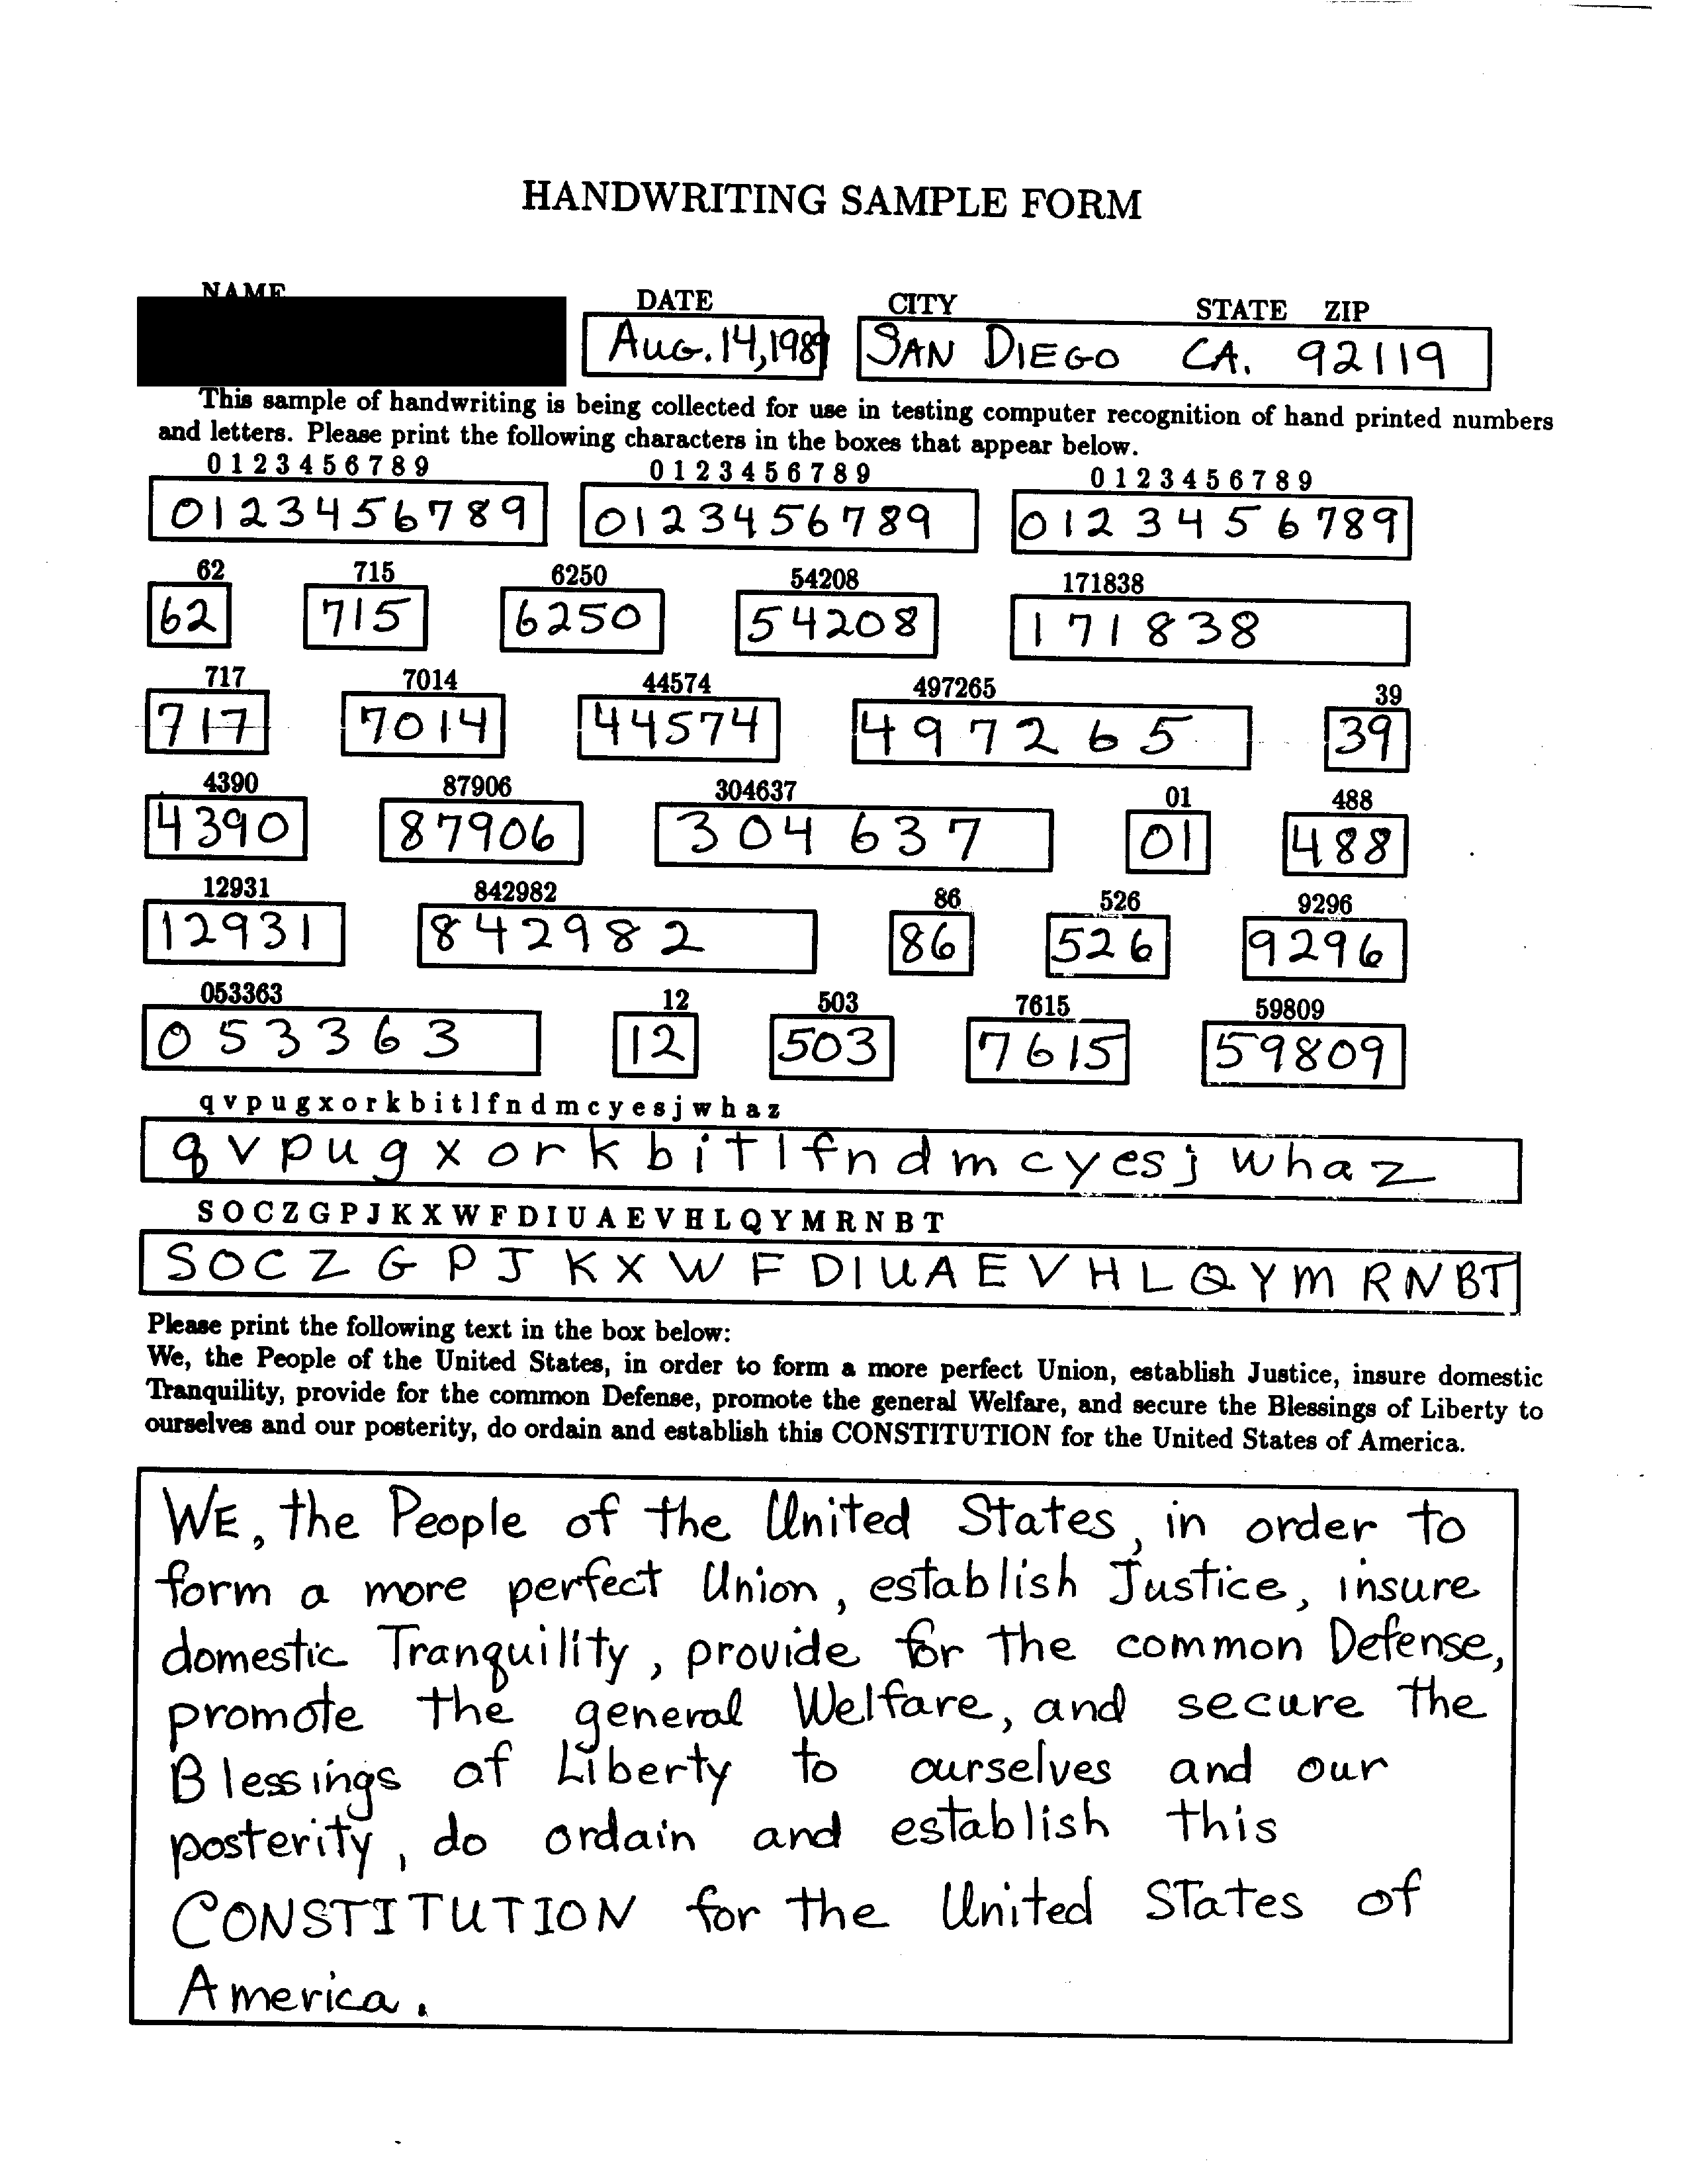 HANDWRITING SAMPLE FORM
NAME DATE CITY STATE ZIP
Aug. 14, 1989 SAN DIEGO CA. 92119
This sample of handwriting is being collected for use in testing computer recognition of hand printed numbers
and letters. Please print the following characters in the boxes that appear below.
0 1 2 3 4 5 6 7 8 9 0 1 2 3 4 5 6 7 8 9 0 1 2 3 4 5 6 7 8 9
0123456789 0123456789 0123456789
62 715 6250 54208 171838
62 715 6250 54208 171838
717 7014 44574 497265 39
717 7014 44574 497265 39
4390 87906 304637 01 488
4390 87906 304637 01 488
12931 842982 86 526 9296
12931 842982 86 526 9296
053363 12 503 7615 59809
053363 12 503 7615 59809
q v p u g x o r k b i t l f n d m c y e s j w h a z
q v p u g x o r k b i t l f n d m c y e s j w h a z
S O C Z G P J K X W F D I U A E V H L Q Y M R N B T
S O C Z G P J K X W F D I U A E V H L Q Y M R N B T
Please print the following text in the box below:
We, the People of the United States, in order to form a more perfect Union, establish Justice, insure domestic
Tranquility, provide for the common Defense, promote the general Welfare, and secure the Blessings of Liberty to
ourselves and our posterity, do ordain and establish this CONSTITUTION for the United States of America.
WE, the People of the United States, in order to
form a more perfect Union, establish Justice, insure
domestic Tranquility, provide for the common Defense,
promote the general Welfare, and secure the
Blessings of Liberty to ourselves and our
posterity, do ordain and establish this
CONSTITUTION for the United States of
America.